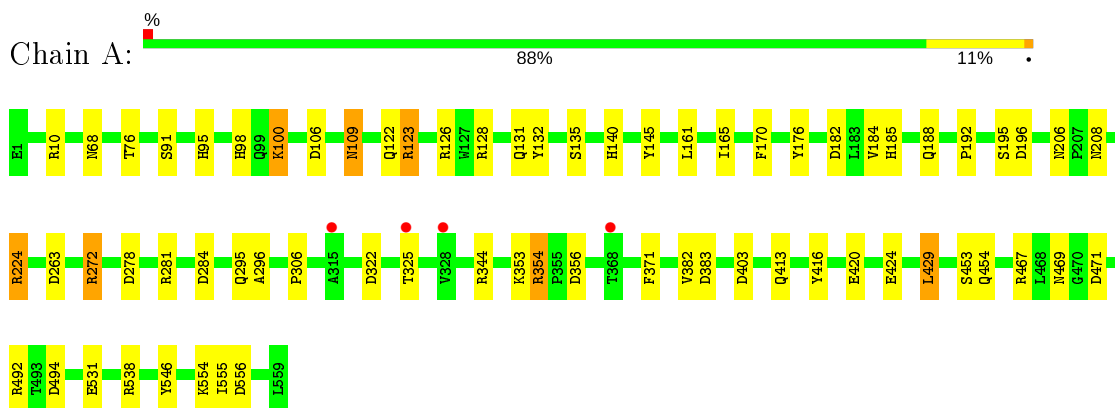 %
Chain A:
88% 11% •
E1 R10 N68 T76 S91 H95 H98 Q99 K100 D106 N109 Q122 R123 R126 W127 R128 Q131 Y132 S135 H140 Y145 L161 I165 F170 Y176 D182 L183 V184 H185 Q188 P192 S195 D196 N206 P207 N208
R224 D263 R272 D278 R281 D284 Q295 A296 P306 A315 D322 T325 V328 R344 K353 R354 P355 D356 T368 F371 V382 D383 D403 Q413 Y416 E420 E424 L429 S453 Q454 R467 L468 N469 G470 D471
R492 T493 D494 E531 R538 Y546 K554 I555 D556 L559